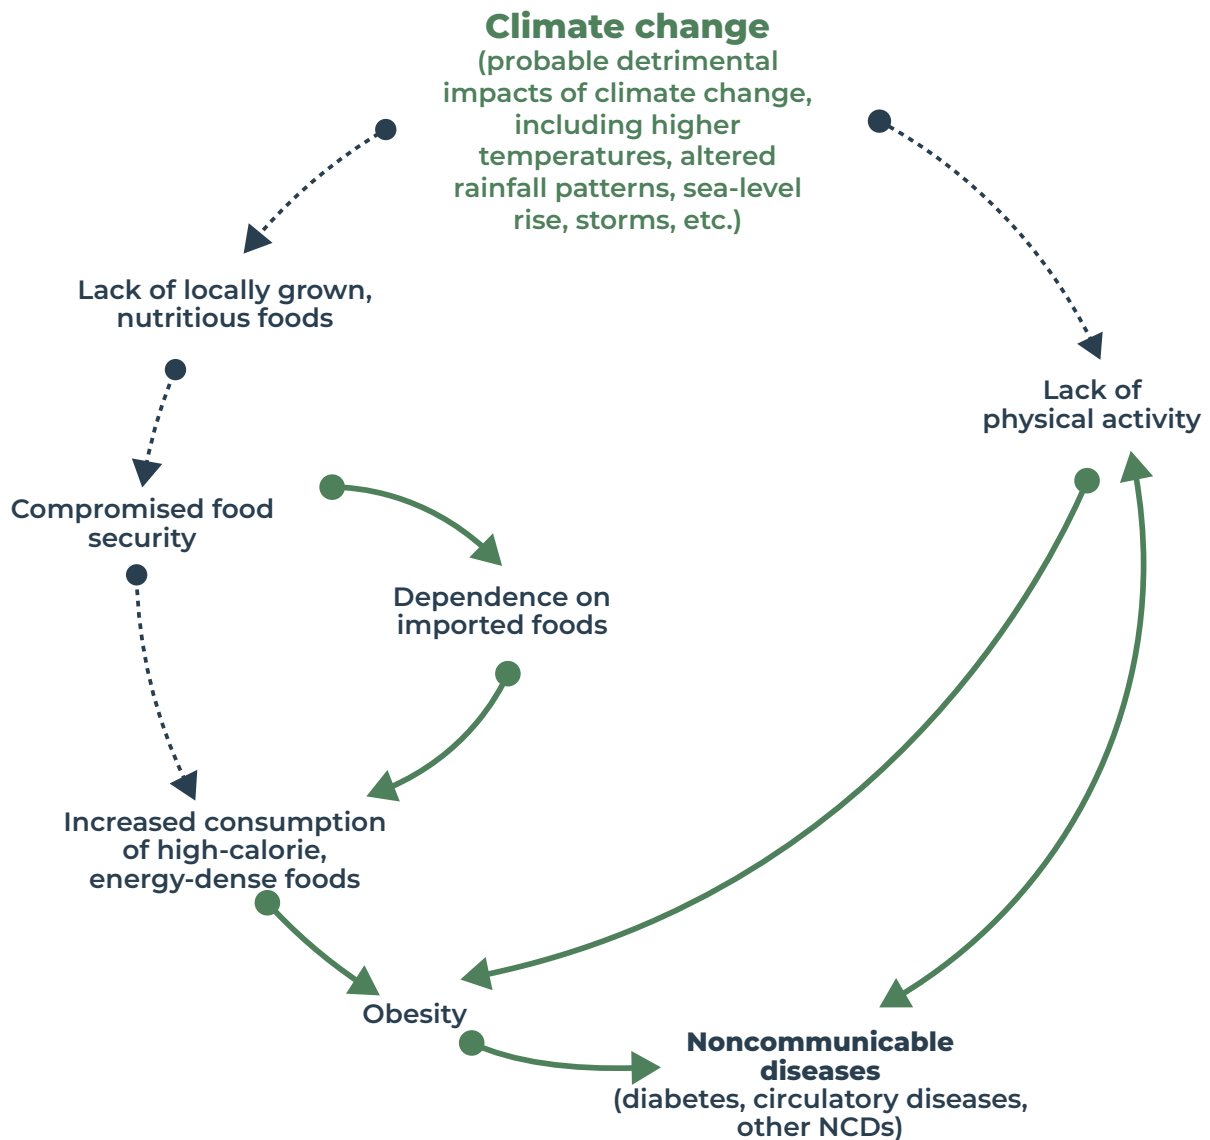 Climate change
(probable detrimental
impacts of climate change,
including higher
temperatures, altered
rainfall patterns, sea-level
rise, storms, etc.)
Lack of locally grown,
nutritious foods
Lack of
physical activity
Compromised food
security
Dependence on
imported foods
Increased consumption
of high-calorie,
energy-dense foods
Obesity
Noncommunicable
diseases
(diabetes, circulatory diseases,
other NCDs)